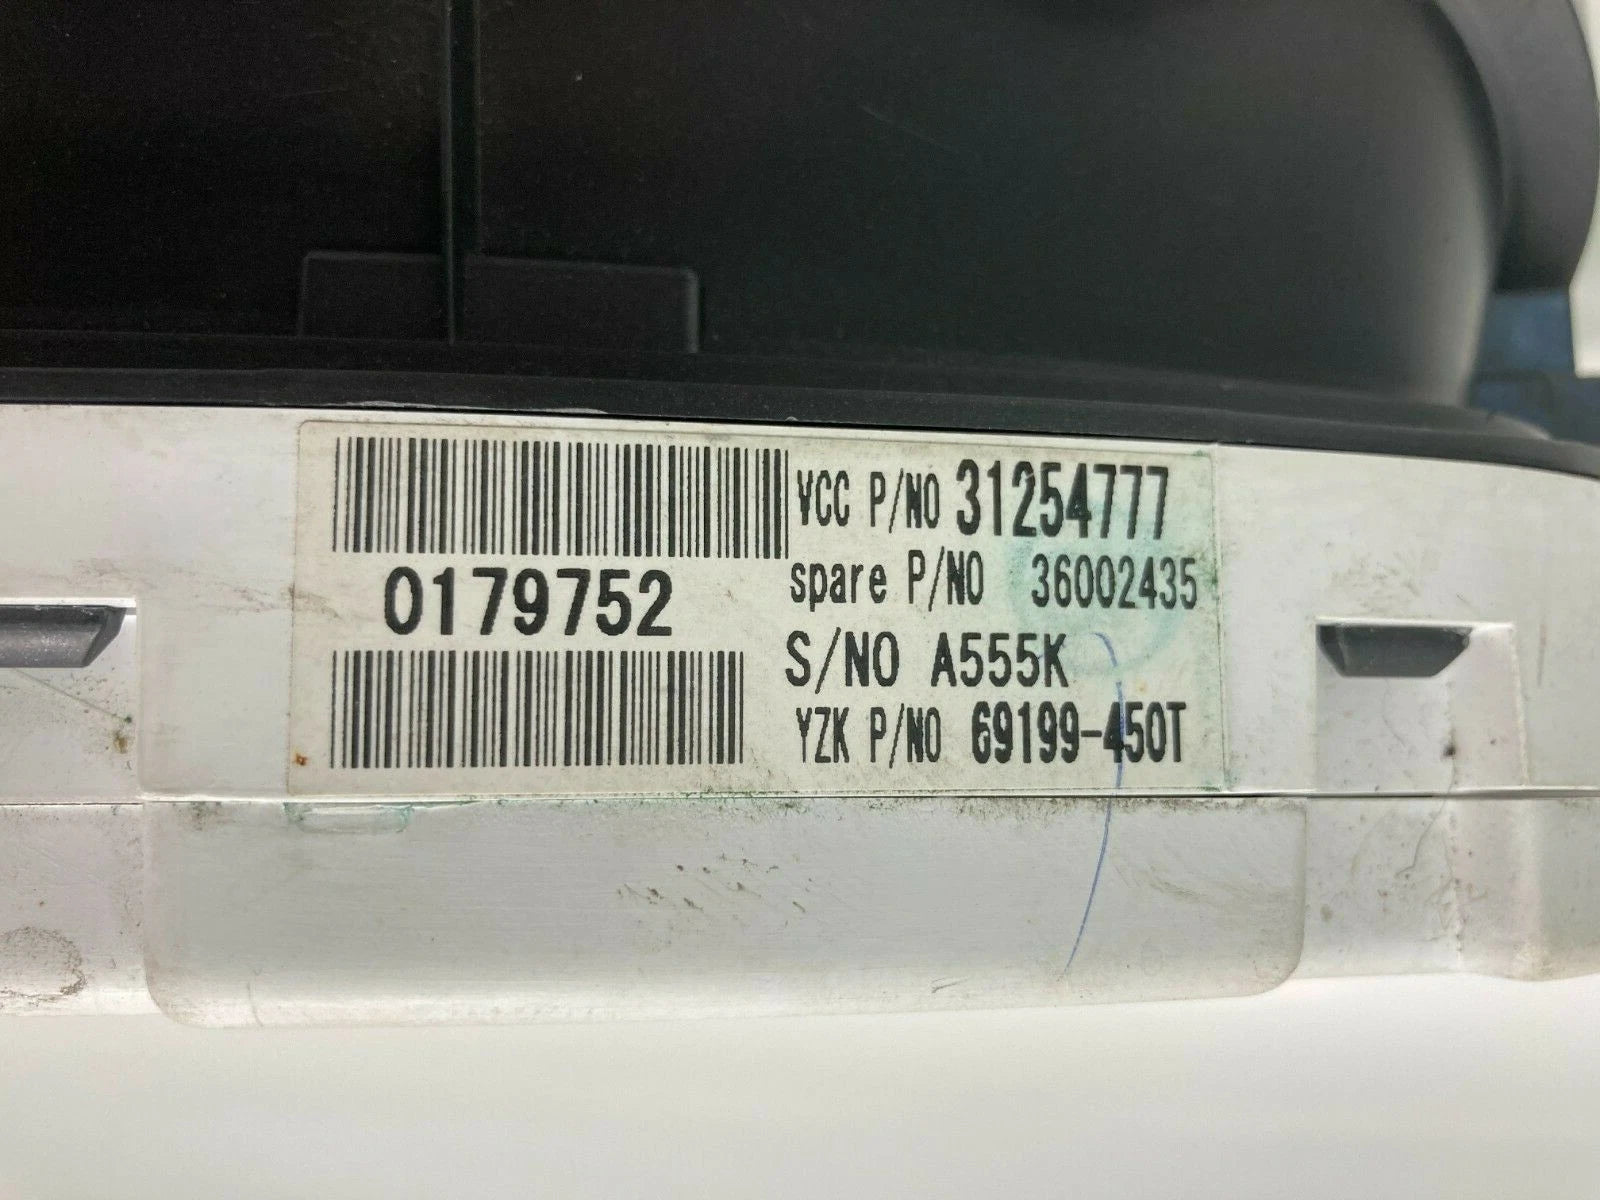 VCC P/NO 31254777
spare P/NO 36002435
0179752
S/NO A555K
YZK P/NO 69199-450T